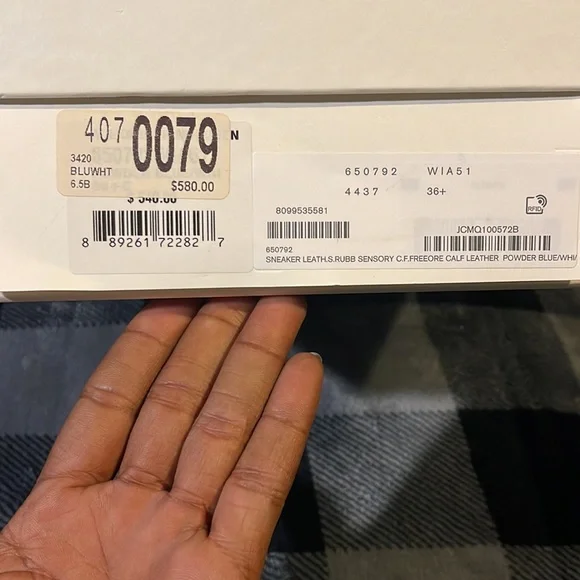 407 0079
N
3420
BLUWHT
6.5B
$580.00
$ 540.00
8 89261 72282 7
650792 WIA51
4437 36+
RFID
8099535581
JCMQ100572B
650792
SNEAKER LEATH.S.RUBB SENSORY C.F.FREEORE CALF LEATHER POWDER BLUE/WHI